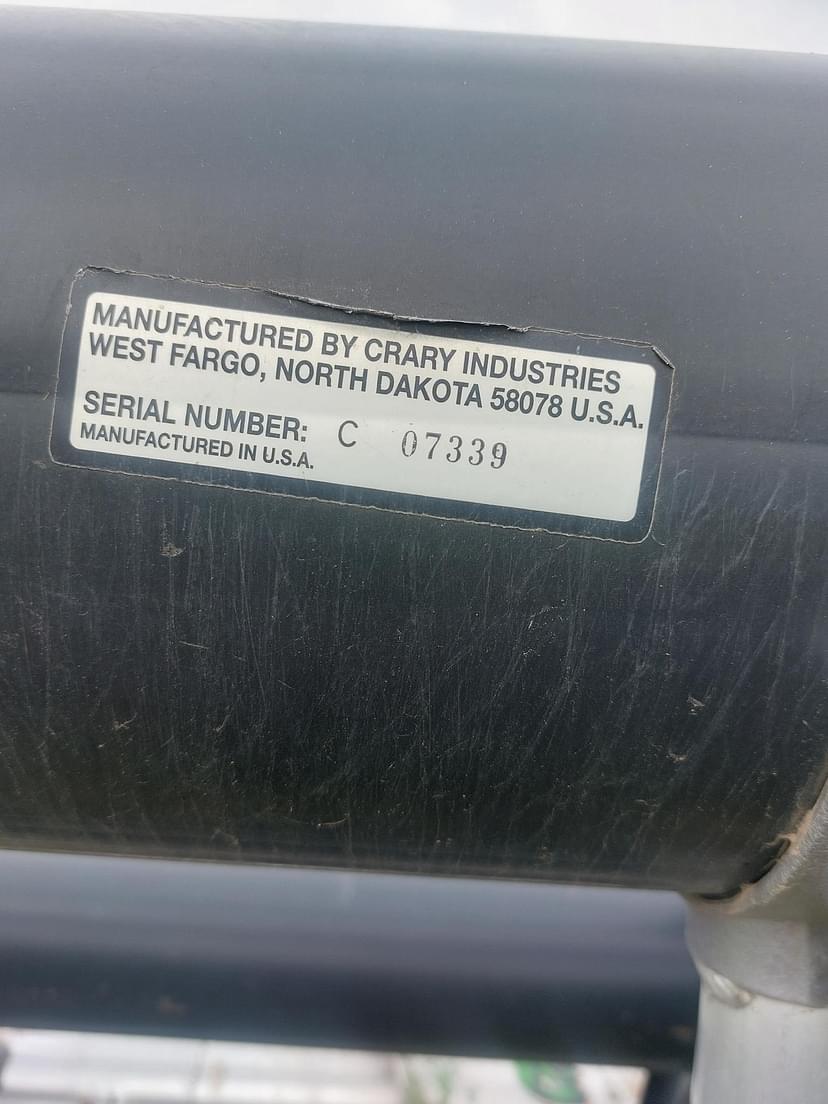 MANUFACTURED BY CRARY INDUSTRIES
WEST FARGO, NORTH DAKOTA 58078 U.S.A.
SERIAL NUMBER: C 07339
MANUFACTURED IN U.S.A.